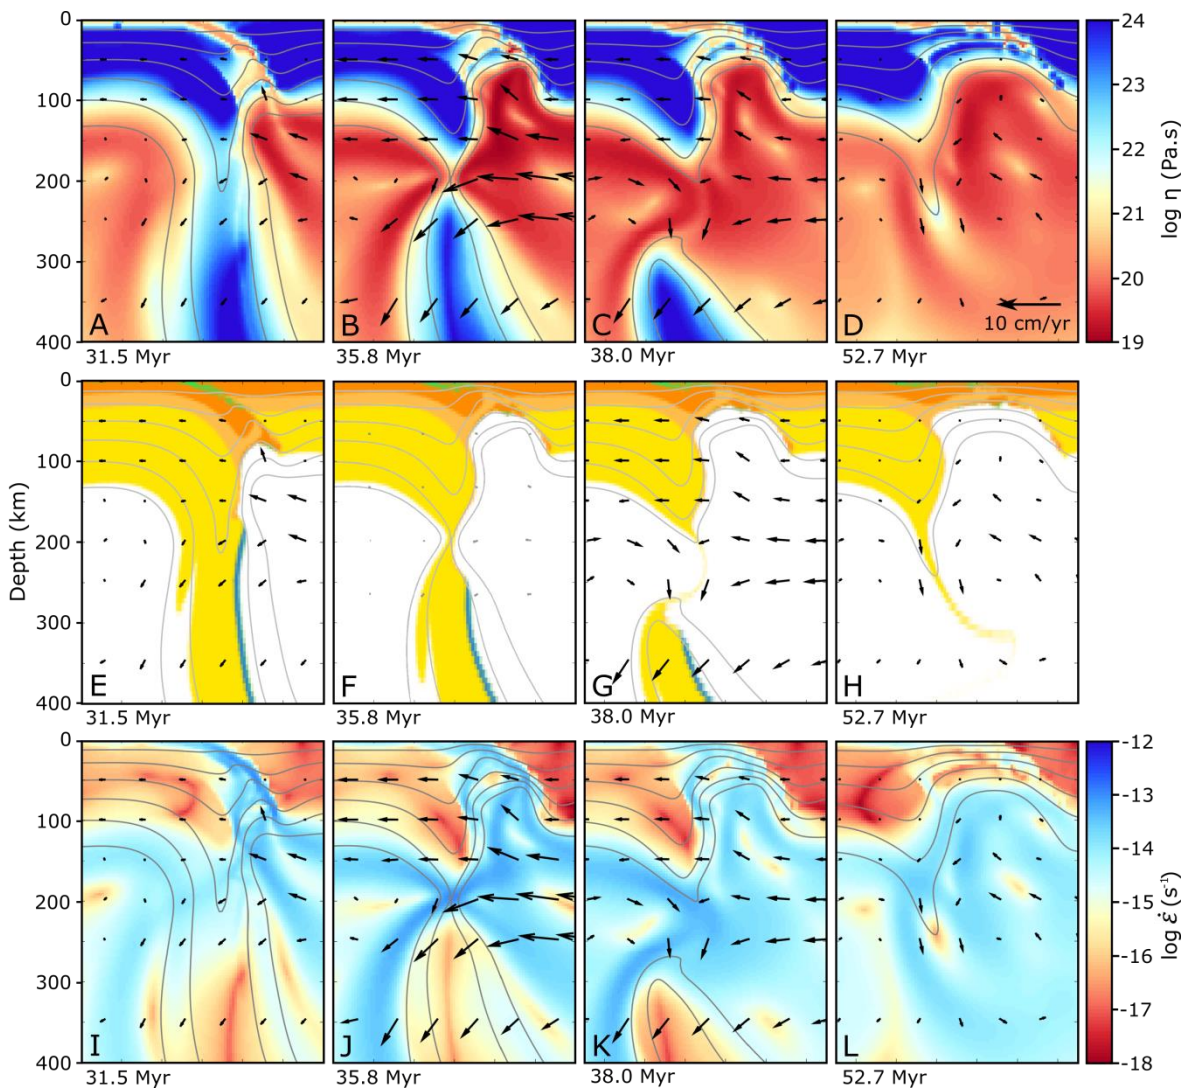 0
100
200
300
400
A
31.5 Myr
B
35.8 Myr
C
38.0 Myr
D
10 cm/yr
52.7 Myr
24
23
22
21
20
19
log η (Pa.s)
Depth (km)
0
100
200
300
400
E
31.5 Myr
F
35.8 Myr
G
38.0 Myr
H
52.7 Myr
0
100
200
300
400
I
31.5 Myr
J
35.8 Myr
K
38.0 Myr
L
52.7 Myr
-12
-13
-14
-15
-16
-17
-18
log ε̇ (s⁻¹)